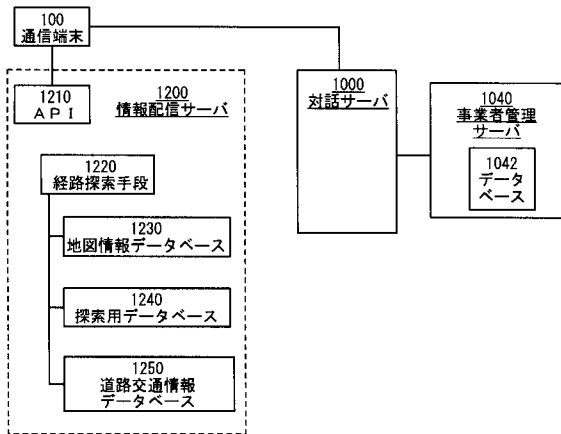 100
通信端末
1210
API
1200
情報配信サーバ
1220
経路探索手段
1230
地図情報データベース
1240
探索用データベース
1250
道路交通情報
データベース
1000
対話サーバ
1040
事業者管理
サーバ
1042
データ
ベース